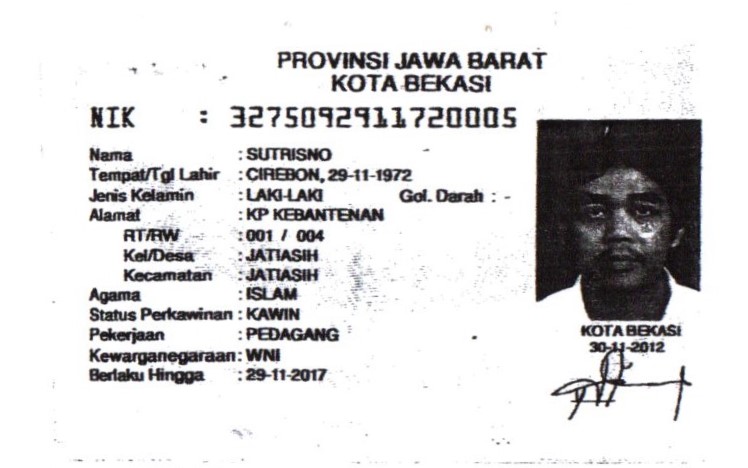 PROVINSI JAWA BARAT
KOTA BEKASI
NIK : 3275092911720005
Nama : SUTRISNO
Tempat/Tgl Lahir : CIREBON, 29-11-1972
Jenis Kelamin : LAKI-LAKI Gol. Darah : -
Alamat : KP KEBANTENAN
RT/RW : 001 / 004
Kel/Desa : JATIASIH
Kecamatan : JATIASIH
Agama : ISLAM
Status Perkawinan : KAWIN
Pekerjaan : PEDAGANG
Kewarganegaraan : WNI
Berlaku Hingga : 29-11-2017
KOTA BEKASI
30-11-2012